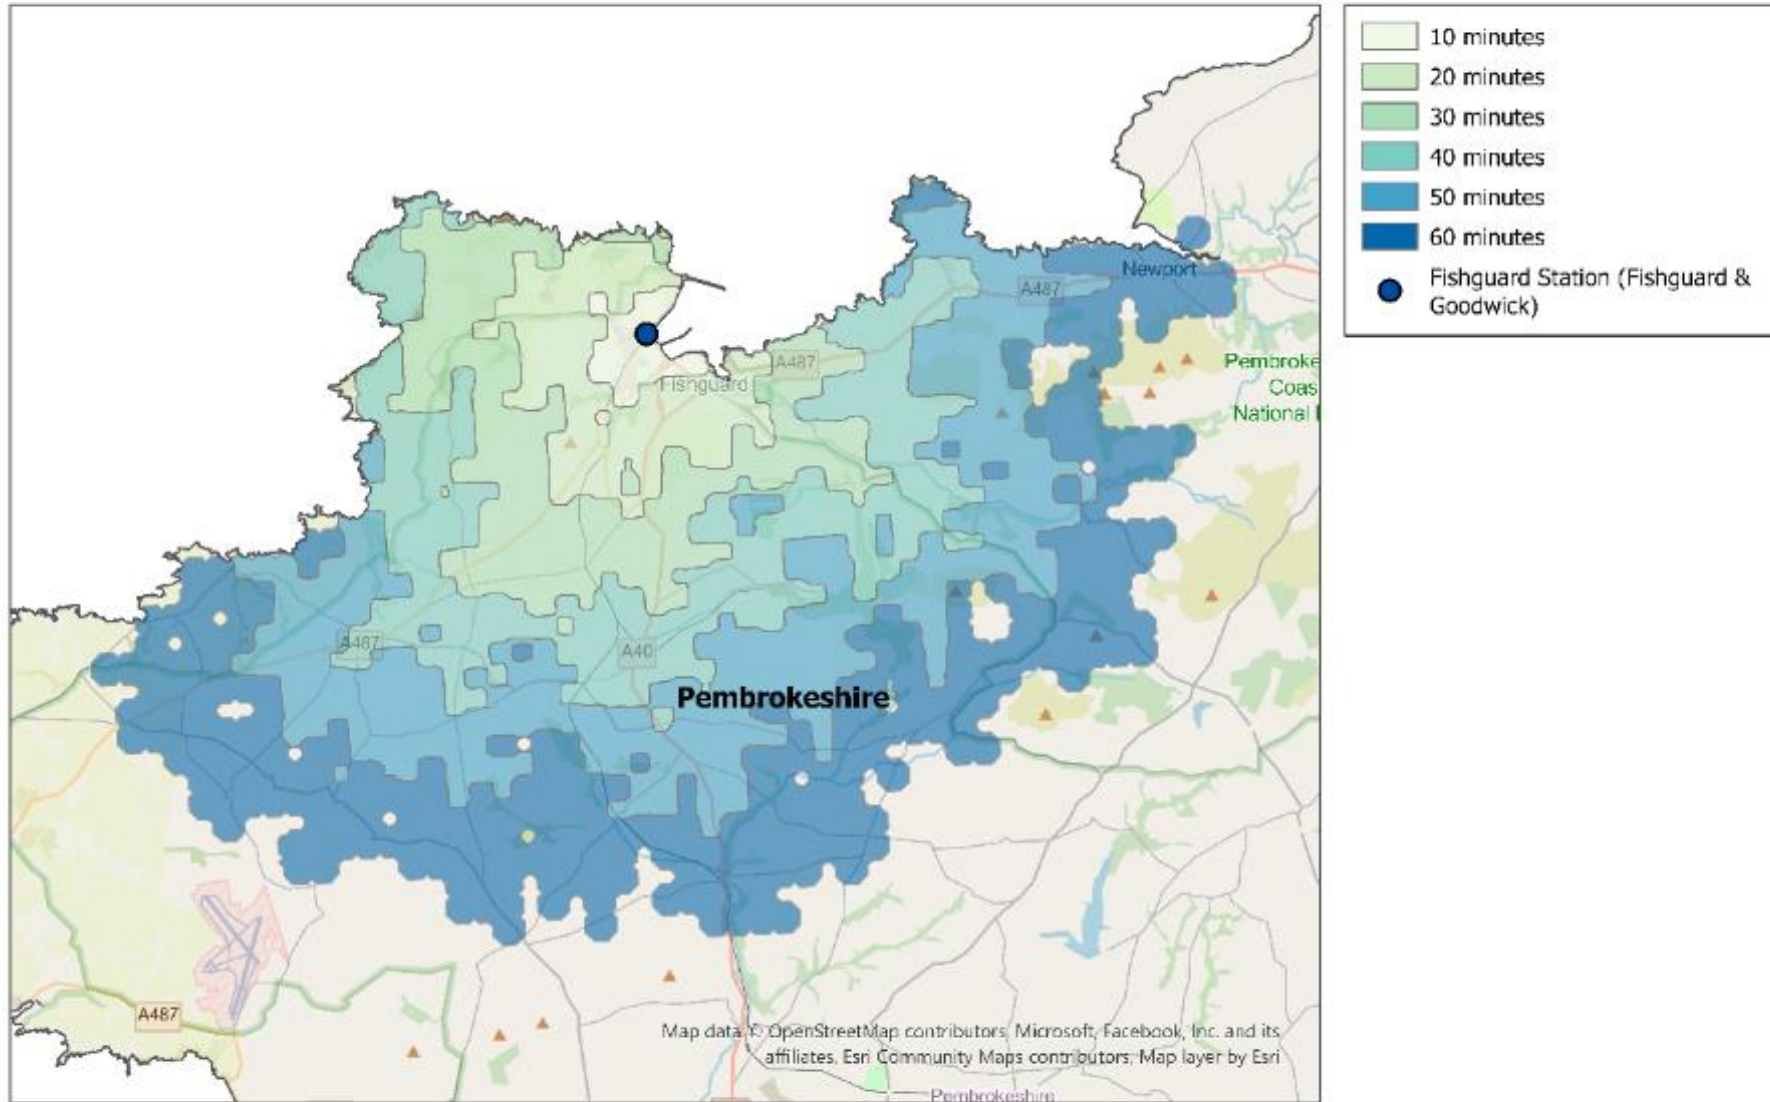 10 minutes
20 minutes
30 minutes
40 minutes
50 minutes
60 minutes
Fishguard Station (Fishguard &
Goodwick)
Newport
A487
A487
Fishguard
Pembroke
Coas
National
A487
A40
Pembrokeshire
A487
Map data © OpenStreetMap contributors, Microsoft, Facebook, Inc. and its
affiliates, Esri Community Maps contributors, Map layer by Esri
Pembrokeshire